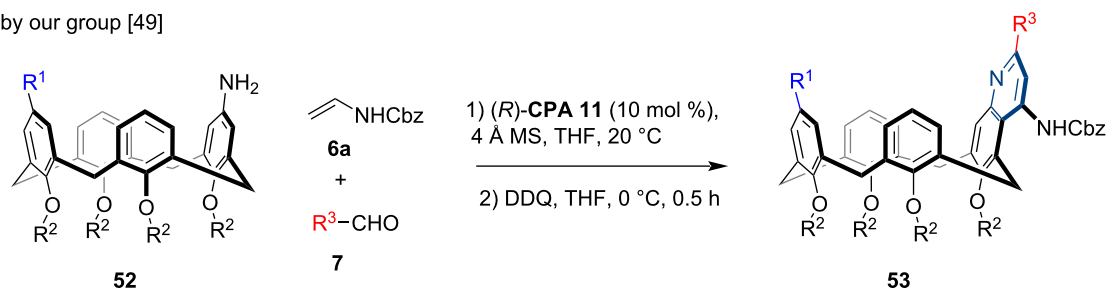 by our group [49]
R1
NH2
O
R2
O
R2
O
R2
O
R2
52
NHCbz
6a
+
R3–CHO
7
1) (R)-CPA 11 (10 mol %),
4 Å MS, THF, 20 °C
2) DDQ, THF, 0 °C, 0.5 h
R3
N
R1
NHCbz
O
R2
O
R2
O
R2
O
R2
53